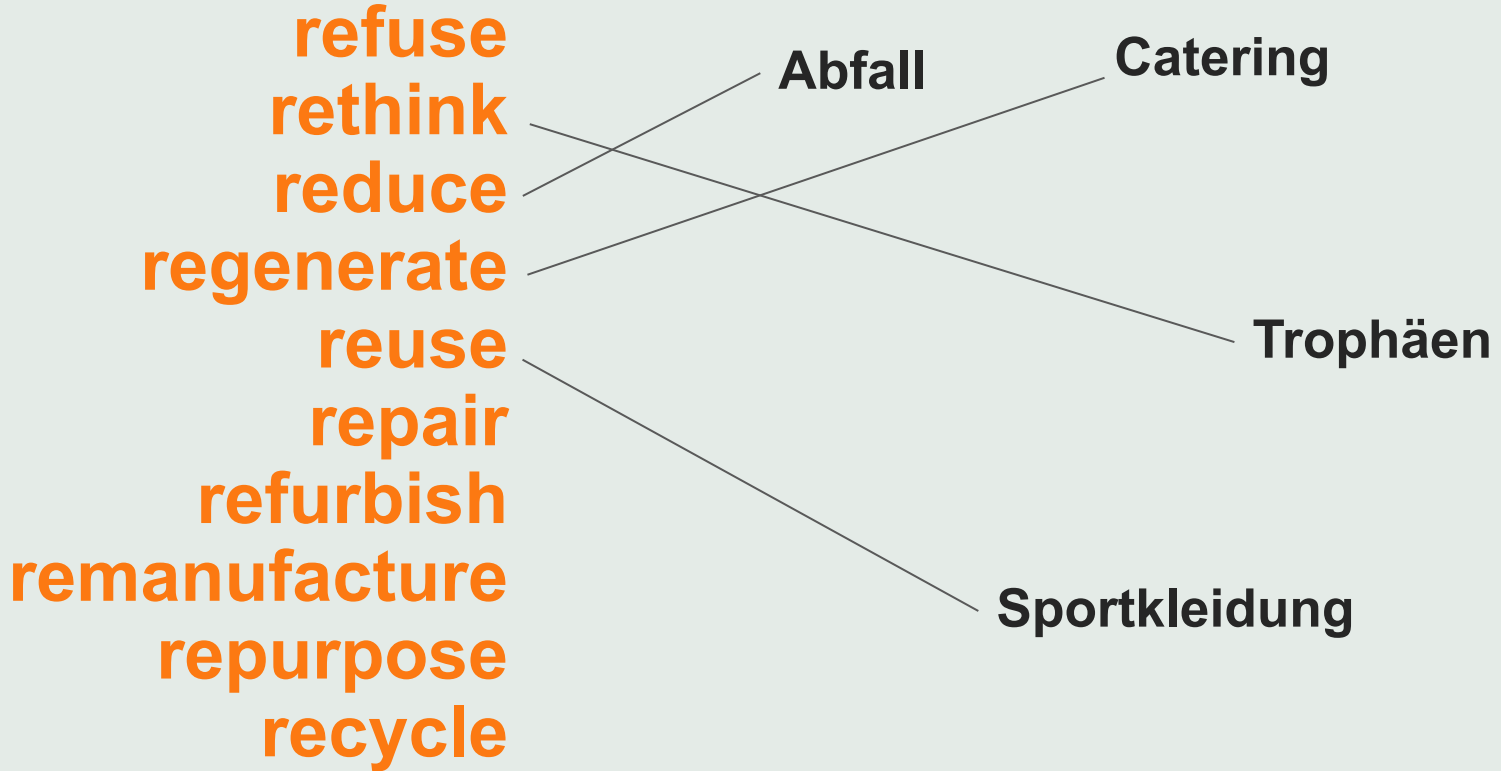 refuse
rethink
reduce
regenerate
reuse
repair
refurbish
remanufacture
repurpose
recycle
Abfall
Catering
Trophäen
Sportkleidung